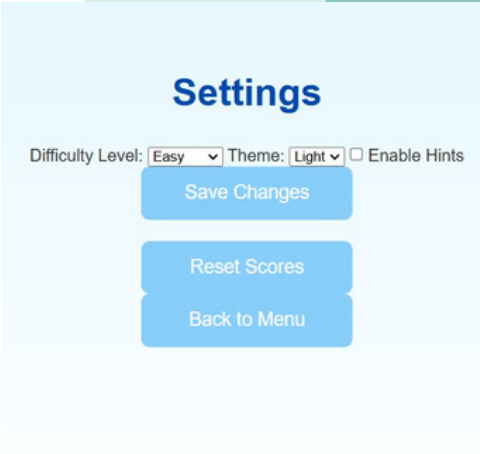 Settings
Difficulty Level: Easy Theme: Light Enable Hints
Save Changes
Reset Scores
Back to Menu